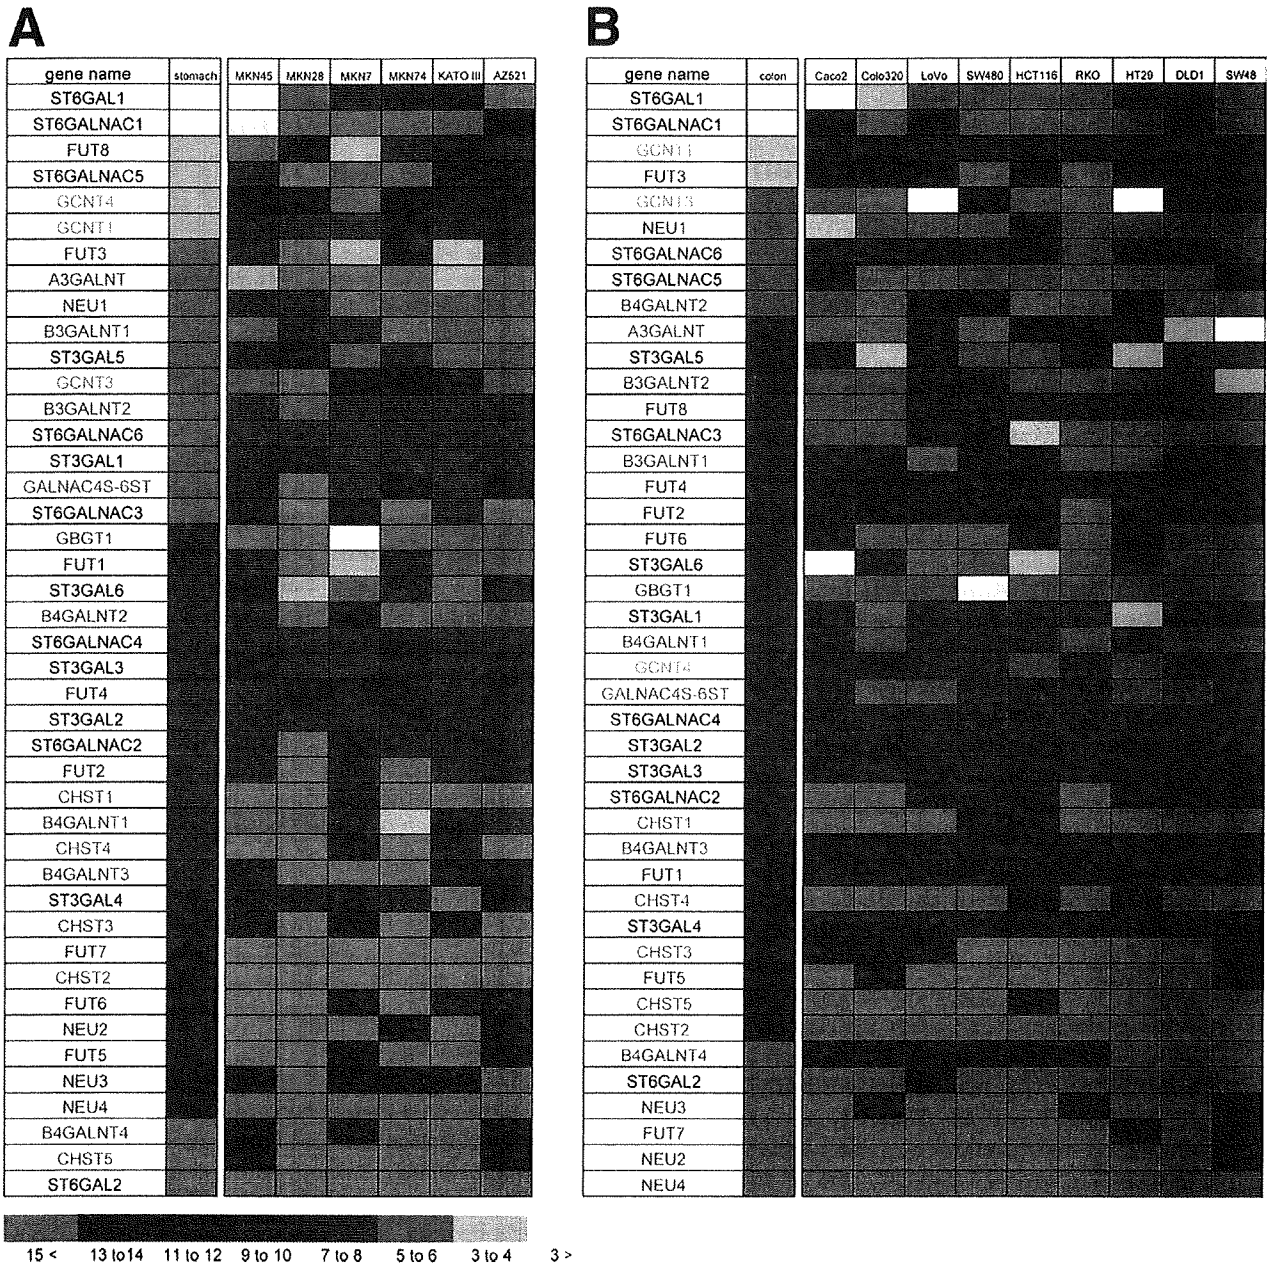 A
gene name stomach MKN45 MKN28 MKN7 MKN74 KATO III AZ521
ST6GAL1
ST6GALNAC1
FUT8
ST6GALNAC5
GCNT4
GCNT1
FUT3
A3GALNT
NEU1
B3GALNT1
ST3GAL5
GCNT3
B3GALNT2
ST6GALNAC6
ST3GAL1
GALNAC4S-6ST
ST6GALNAC3
GBGT1
FUT1
ST3GAL6
B4GALNT2
ST6GALNAC4
ST3GAL3
FUT4
ST3GAL2
ST6GALNAC2
FUT2
CHST1
B4GALNT1
CHST4
B4GALNT3
ST3GAL4
CHST3
FUT7
CHST2
FUT6
NEU2
FUT5
NEU3
NEU4
B4GALNT4
CHST5
ST6GAL2
15 < 13 to14 11 to 12 9 to 10 7 to 8 5 to 6 3 to 4 3 >
B
gene name colon Caco2 Colo320 LoVo SW480 HCT116 RKO HT29 DLD1 SW48
ST6GAL1
ST6GALNAC1
GCNT1
FUT3
GCNT3
NEU1
ST6GALNAC6
ST6GALNAC5
B4GALNT2
A3GALNT
ST3GAL5
B3GALNT2
FUT8
ST6GALNAC3
B3GALNT1
FUT4
FUT2
FUT6
ST3GAL6
GBGT1
ST3GAL1
B4GALNT1
GCNT4
GALNAC4S-6ST
ST6GALNAC4
ST3GAL2
ST3GAL3
ST6GALNAC2
CHST1
B4GALNT3
FUT1
CHST4
ST3GAL4
CHST3
FUT5
CHST5
CHST2
B4GALNT4
ST6GAL2
NEU3
FUT7
NEU2
NEU4